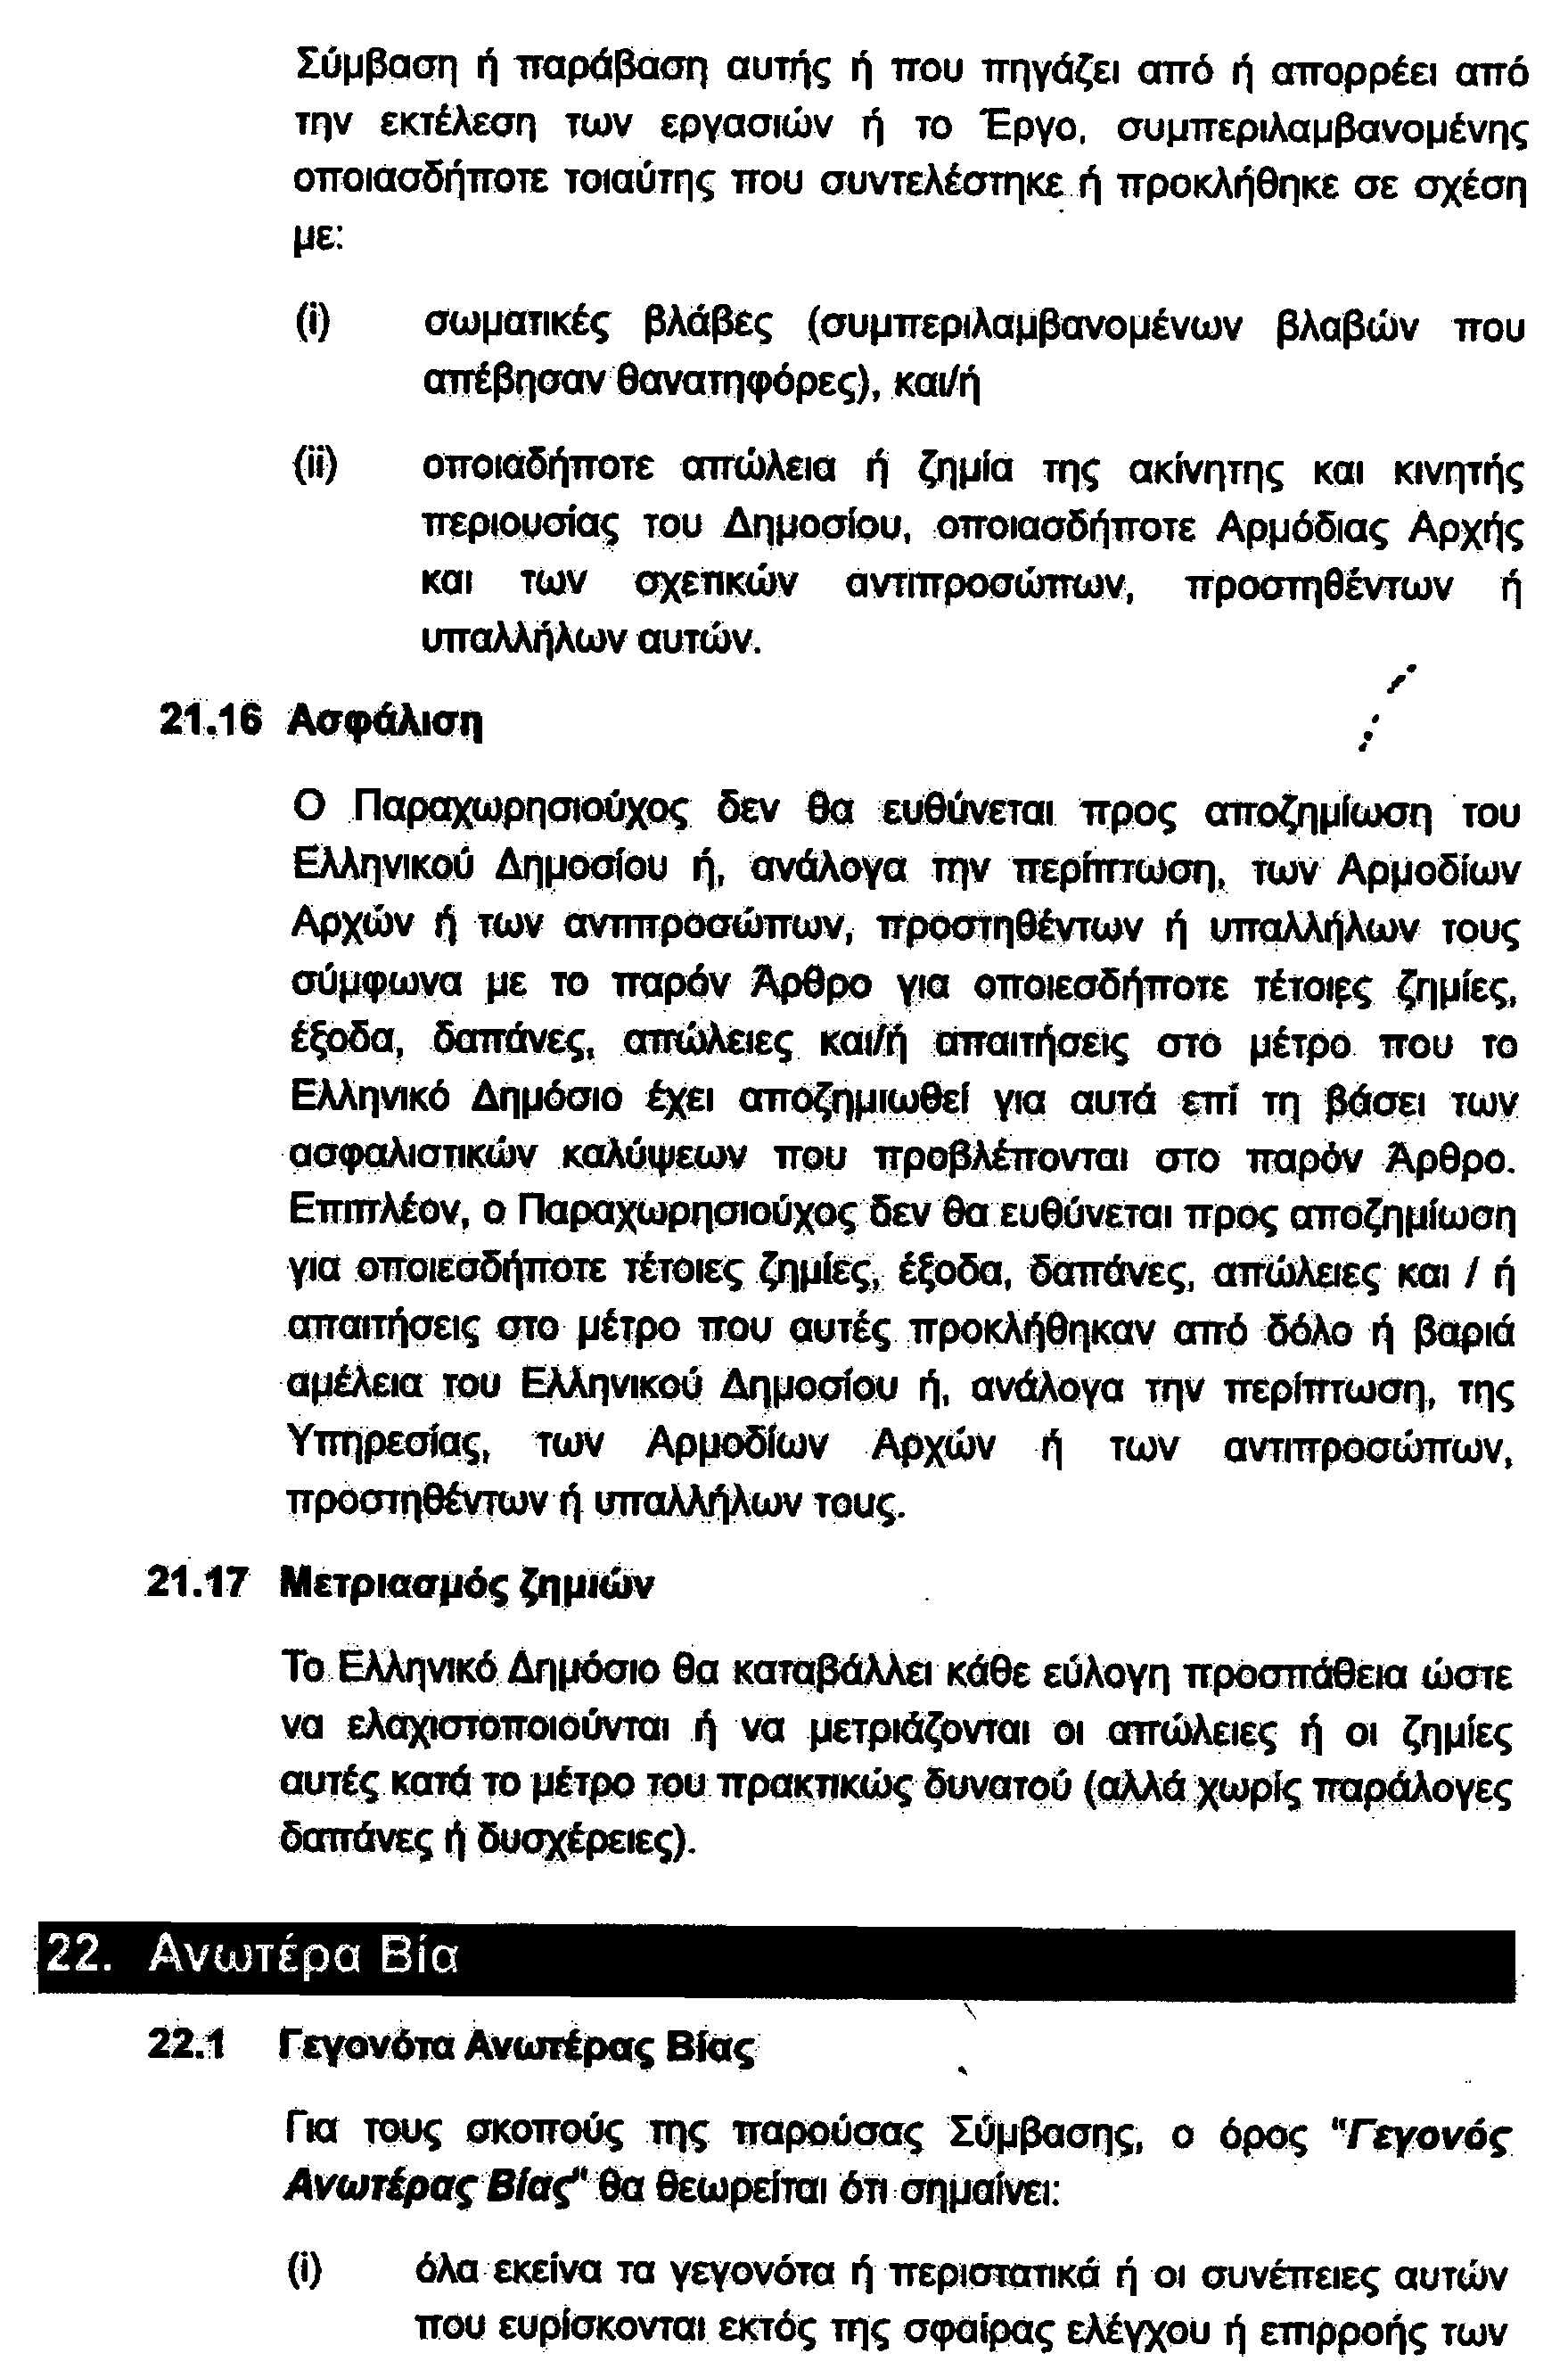 Σύμβαση ή παράβαση αυτής ή που πηγάζει από ή απορρέει από
την εκτέλεση των εργασιών ή το Έργο, συμπεριλαμβανομένης
οποιασδήποτε τοιαύτης που συντελέστηκε ή προκλήθηκε σε σχέση
με:
(i) σωματικές βλάβες (συμπεριλαμβανομένων βλαβών που
απέβησαν θανατηφόρες), και/ή
(ii) οποιαδήποτε απώλεια ή ζημία της ακίνητης και κινητής
περιουσίας του Δημοσίου, οποιασδήποτε Αρμόδιας Αρχής
και των σχετικών αντιπροσώπων, προστηθέντων ή
υπαλλήλων αυτών.
21.16 Ασφάλιση
Ο Παραχωρησιούχος δεν θα ευθύνεται προς αποζημίωση του
Ελληνικού Δημοσίου ή, ανάλογα την περίπτωση, των Αρμοδίων
Αρχών ή των αντιπροσώπων, προστηθέντων ή υπαλλήλων τους
σύμφωνα με το παρόν Άρθρο για οποιεσδήποτε τέτοιες ζημίες,
έξοδα, δαπάνες, απώλειες και/ή απαιτήσεις στο μέτρο που το
Ελληνικό Δημόσιο έχει αποζημιωθεί για αυτά επί τη βάσει των
ασφαλιστικών καλύψεων που προβλέπονται στο παρόν Άρθρο.
Επιπλέον, ο Παραχωρησιούχος δεν θα ευθύνεται προς αποζημίωση
για οποιεσδήποτε τέτοιες ζημίες, έξοδα, δαπάνες, απώλειες και / ή
απαιτήσεις στο μέτρο που αυτές προκλήθηκαν από δόλο ή βαριά
αμέλεια του Ελληνικού Δημοσίου ή, ανάλογα την περίπτωση, της
Υπηρεσίας, των Αρμοδίων Αρχών ή των αντιπροσώπων,
προστηθέντων ή υπαλλήλων τους.
21.17 Μετριασμός ζημιών
Το Ελληνικό Δημόσιο θα καταβάλλει κάθε εύλογη προσπάθεια ώστε
να ελαχιστοποιούνται ή να μετριάζονται οι απώλειες ή οι ζημίες
αυτές κατά το μέτρο του πρακτικώς δυνατού (αλλά χωρίς παράλογες
δαπάνες ή δυσχέρειες).
22. Ανωτέρα Βία
22.1 Γεγονότα Ανωτέρας Βίας
Για τους σκοπούς της παρούσας Σύμβασης, ο όρος "Γεγονός
Ανωτέρας Βίας" θα θεωρείται ότι σημαίνει:
(i) όλα εκείνα τα γεγονότα ή περιστατικά ή οι συνέπειες αυτών
που ευρίσκονται εκτός της σφαίρας ελέγχου ή επιρροής των